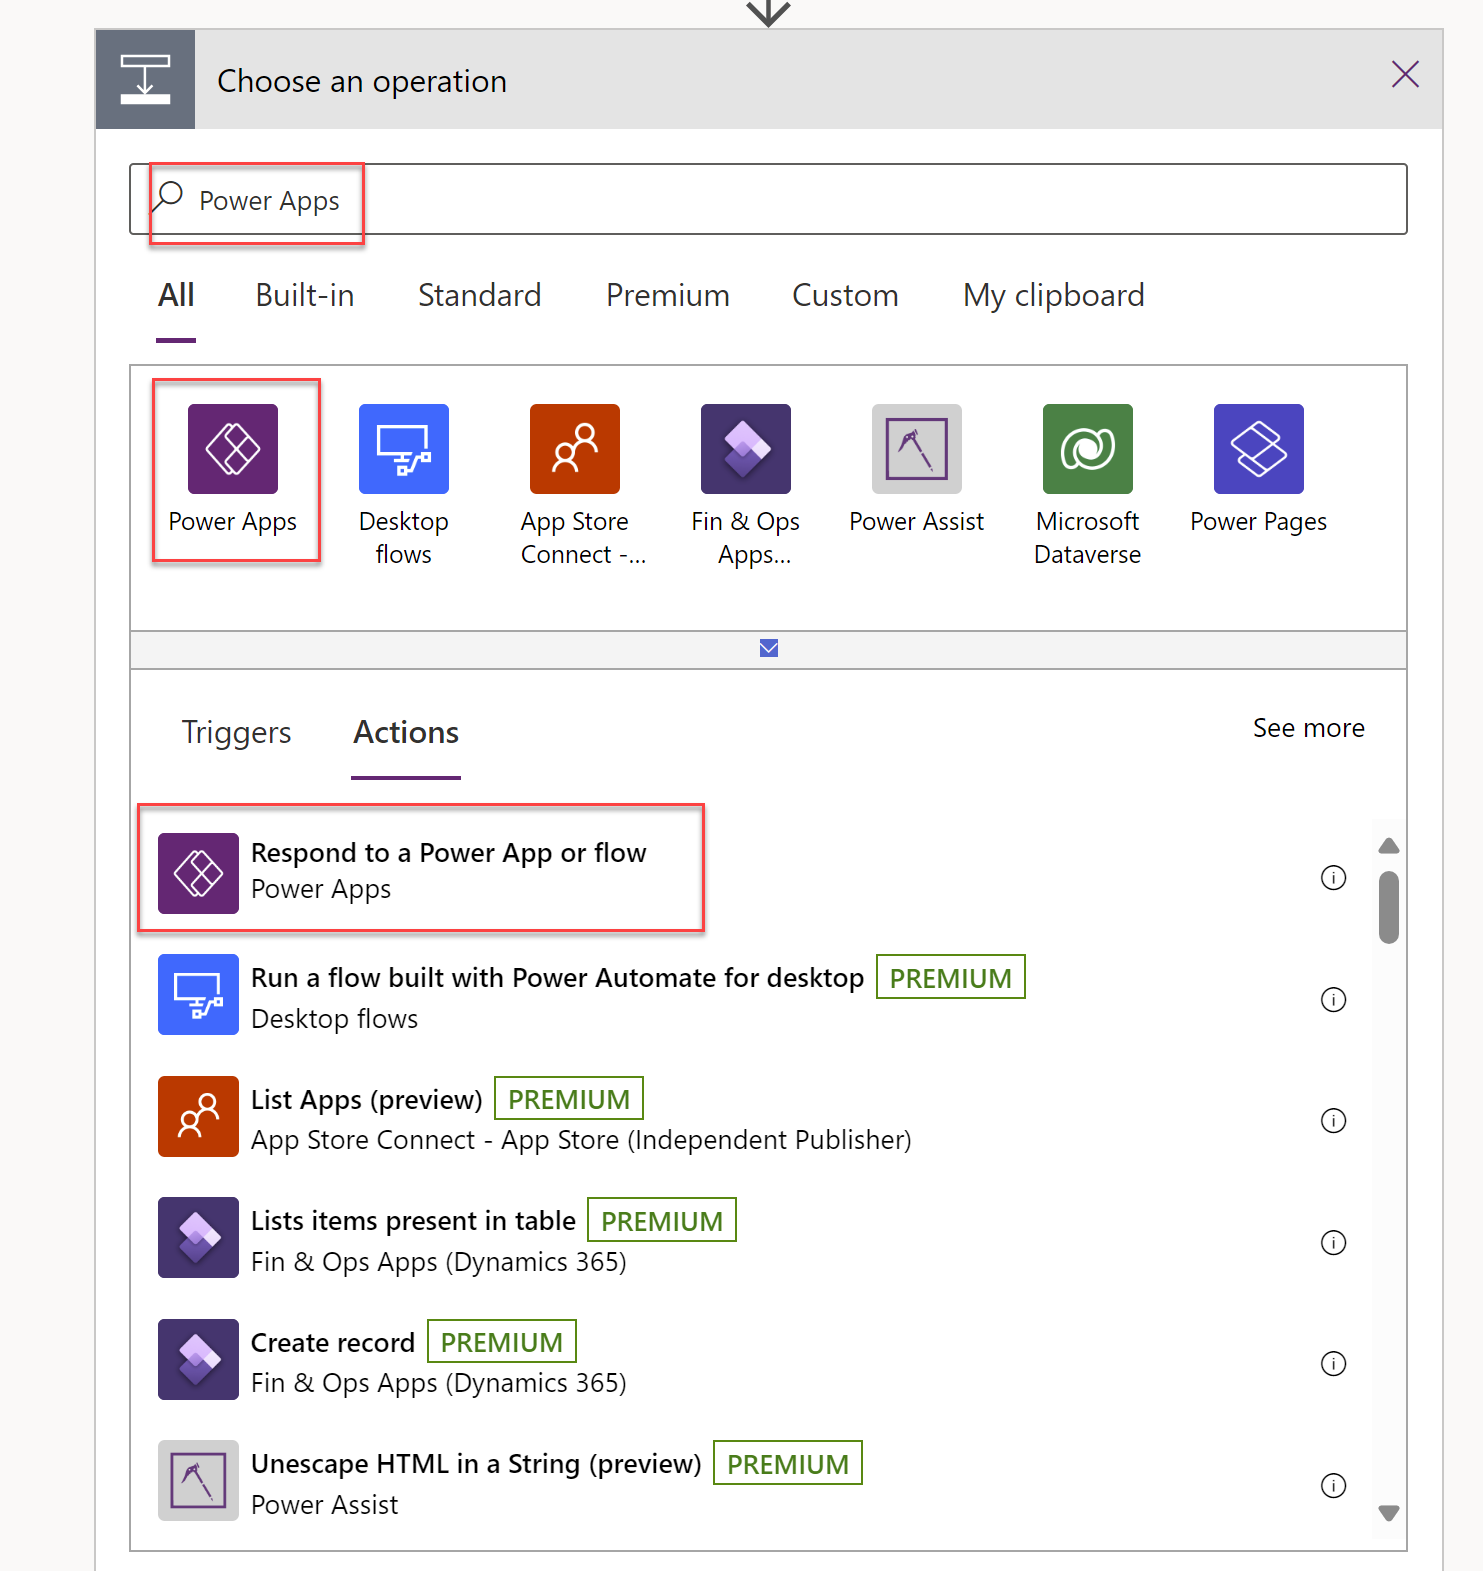 Choose an operation
Power Apps
All Built-in Standard Premium Custom My clipboard
Power Apps Desktop flows App Store Connect -... Fin & Ops Apps... Power Assist Microsoft Dataverse Power Pages
Triggers Actions See more
Respond to a Power App or flow
Power Apps
Run a flow built with Power Automate for desktop PREMIUM
Desktop flows
List Apps (preview) PREMIUM
App Store Connect - App Store (Independent Publisher)
Lists items present in table PREMIUM
Fin & Ops Apps (Dynamics 365)
Create record PREMIUM
Fin & Ops Apps (Dynamics 365)
Unescape HTML in a String (preview) PREMIUM
Power Assist